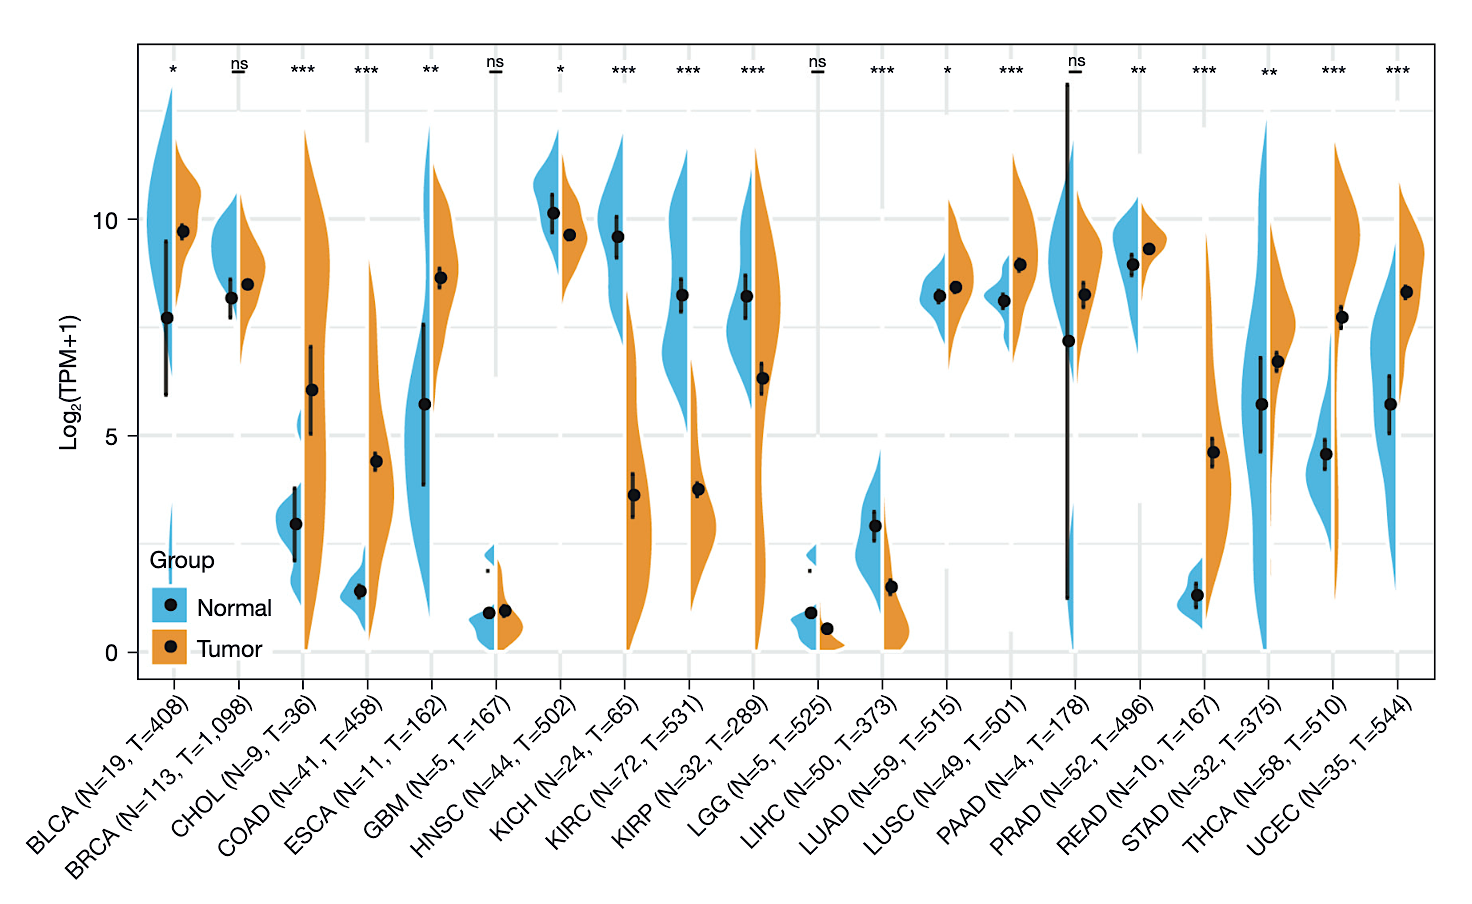 * ns *** *** ** ns * *** *** *** ns *** * *** ns ** *** ** *** ***
Log2(TPM+1)
10
5
0
Group
Normal
Tumor
BLCA (N=19, T=408)
BRCA (N=113, T=1,098)
CHOL (N=9, T=36)
COAD (N=41, T=458)
ESCA (N=11, T=162)
GBM (N=5, T=167)
HNSC (N=44, T=502)
KICH (N=24, T=65)
KIRC (N=72, T=531)
KIRP (N=32, T=289)
LGG (N=5, T=525)
LIHC (N=50, T=373)
LUAD (N=59, T=515)
LUSC (N=49, T=501)
PAAD (N=4, T=178)
PRAD (N=52, T=496)
READ (N=10, T=167)
STAD (N=32, T=375)
THCA (N=58, T=510)
UCEC (N=35, T=544)